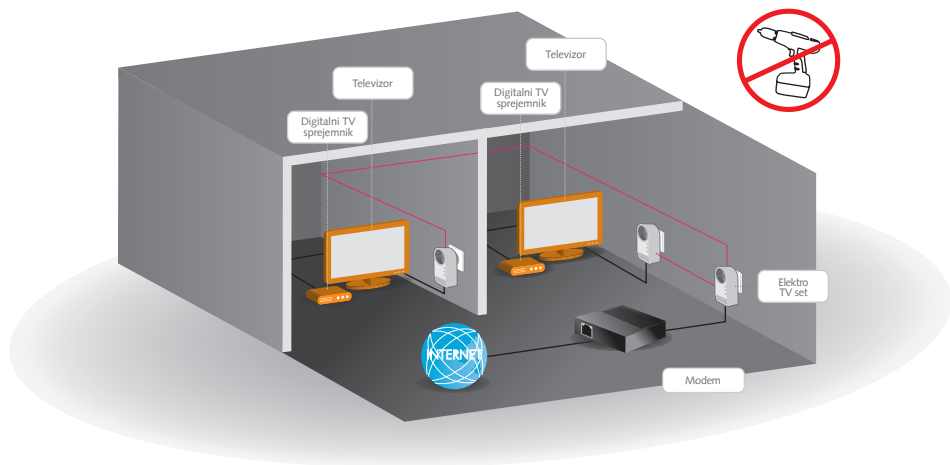 Televizor
Digitalni TV
sprejemnik
Televizor
Digitalni TV
sprejemnik
Elektro
TV set
INTERNET
Modem